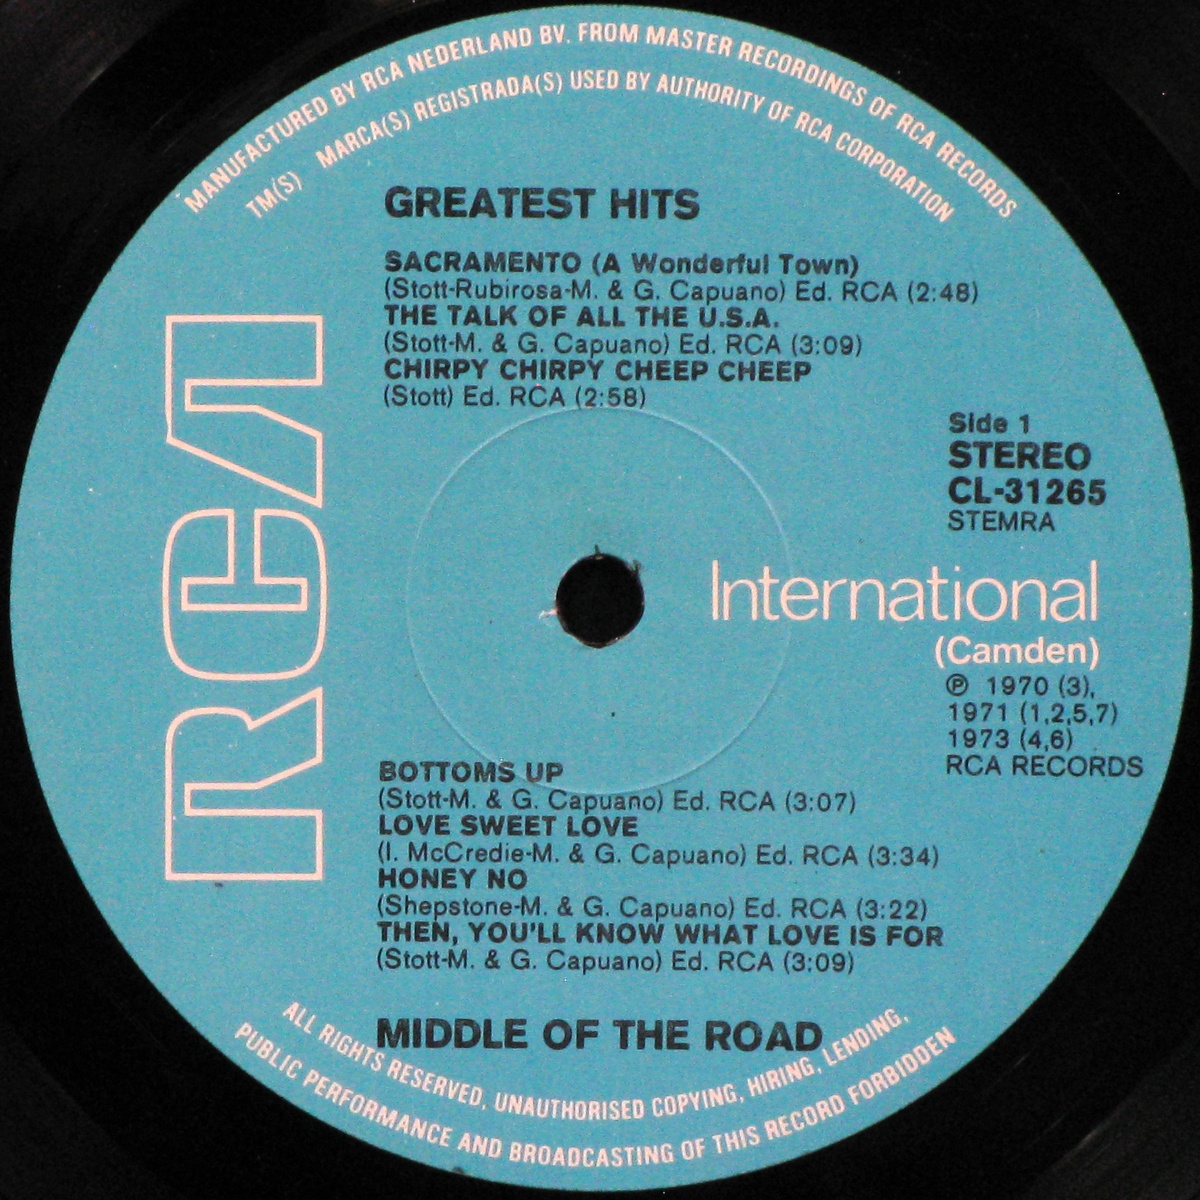 MANUFACTURED BY RCA NEDERLAND BV. FROM MASTER RECORDINGS OF RCA RECORDS
TM(S) MARCA(S) REGISTRADA(S) USED BY AUTHORITY OF RCA CORPORATION
GREATEST HITS
SACRAMENTO (A Wonderful Town)
(Stott-Rubirosa-M. & G. Capuano) Ed. RCA (2:48)
THE TALK OF ALL THE U.S.A.
(Stott-M. & G. Capuano) Ed. RCA (3:09)
CHIRPY CHIRPY CHEEP CHEEP
(Stott) Ed. RCA (2:58)
RCA
Side 1
STEREO
CL-31265
STEMRA
International
(Camden)
℗ 1970 (3),
1971 (1,2,5,7)
1973 (4,6)
RCA RECORDS
BOTTOMS UP
(Stott-M. & G. Capuano) Ed. RCA (3:07)
LOVE SWEET LOVE
(I. McCredie-M. & G. Capuano) Ed. RCA (3:34)
HONEY NO
(Shepstone-M. & G. Capuano) Ed. RCA (3:22)
THEN, YOU'LL KNOW WHAT LOVE IS FOR
(Stott-M. & G. Capuano) Ed. RCA (3:09)
MIDDLE OF THE ROAD
ALL RIGHTS RESERVED, UNAUTHORISED COPYING, HIRING, LENDING,
PUBLIC PERFORMANCE AND BROADCASTING OF THIS RECORD FORBIDDEN